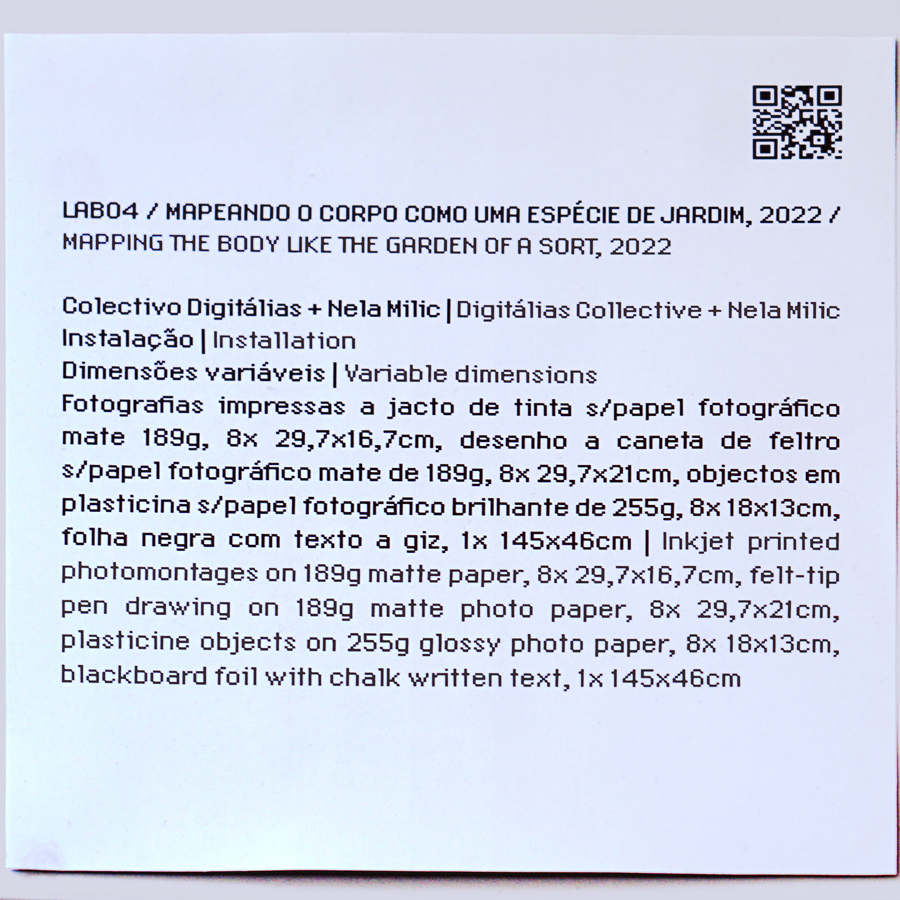 LAB04 / MAPEANDO O CORPO COMO UMA ESPÉCIE DE JARDIM, 2022 /
MAPPING THE BODY LIKE THE GARDEN OF A SORT, 2022
Colectivo Digitálias + Nela Milic | Digitálias Collective + Nela Milic
Instalação | Installation
Dimensões variáveis | Variable dimensions
Fotografias impressas a jacto de tinta s/papel fotográfico
mate 189g, 8x 29,7x16,7cm, desenho a caneta de feltro
s/papel fotográfico mate de 189g, 8x 29,7x21cm, objectos em
plasticina s/papel fotográfico brilhante de 255g, 8x 18x13cm,
folha negra com texto a giz, 1x 145x46cm | Inkjet printed
photomontages on 189g matte paper, 8x 29,7x16,7cm, felt-tip
pen drawing on 189g matte photo paper, 8x 29,7x21cm,
plasticine objects on 255g glossy photo paper, 8x 18x13cm,
blackboard foil with chalk written text, 1x 145x46cm